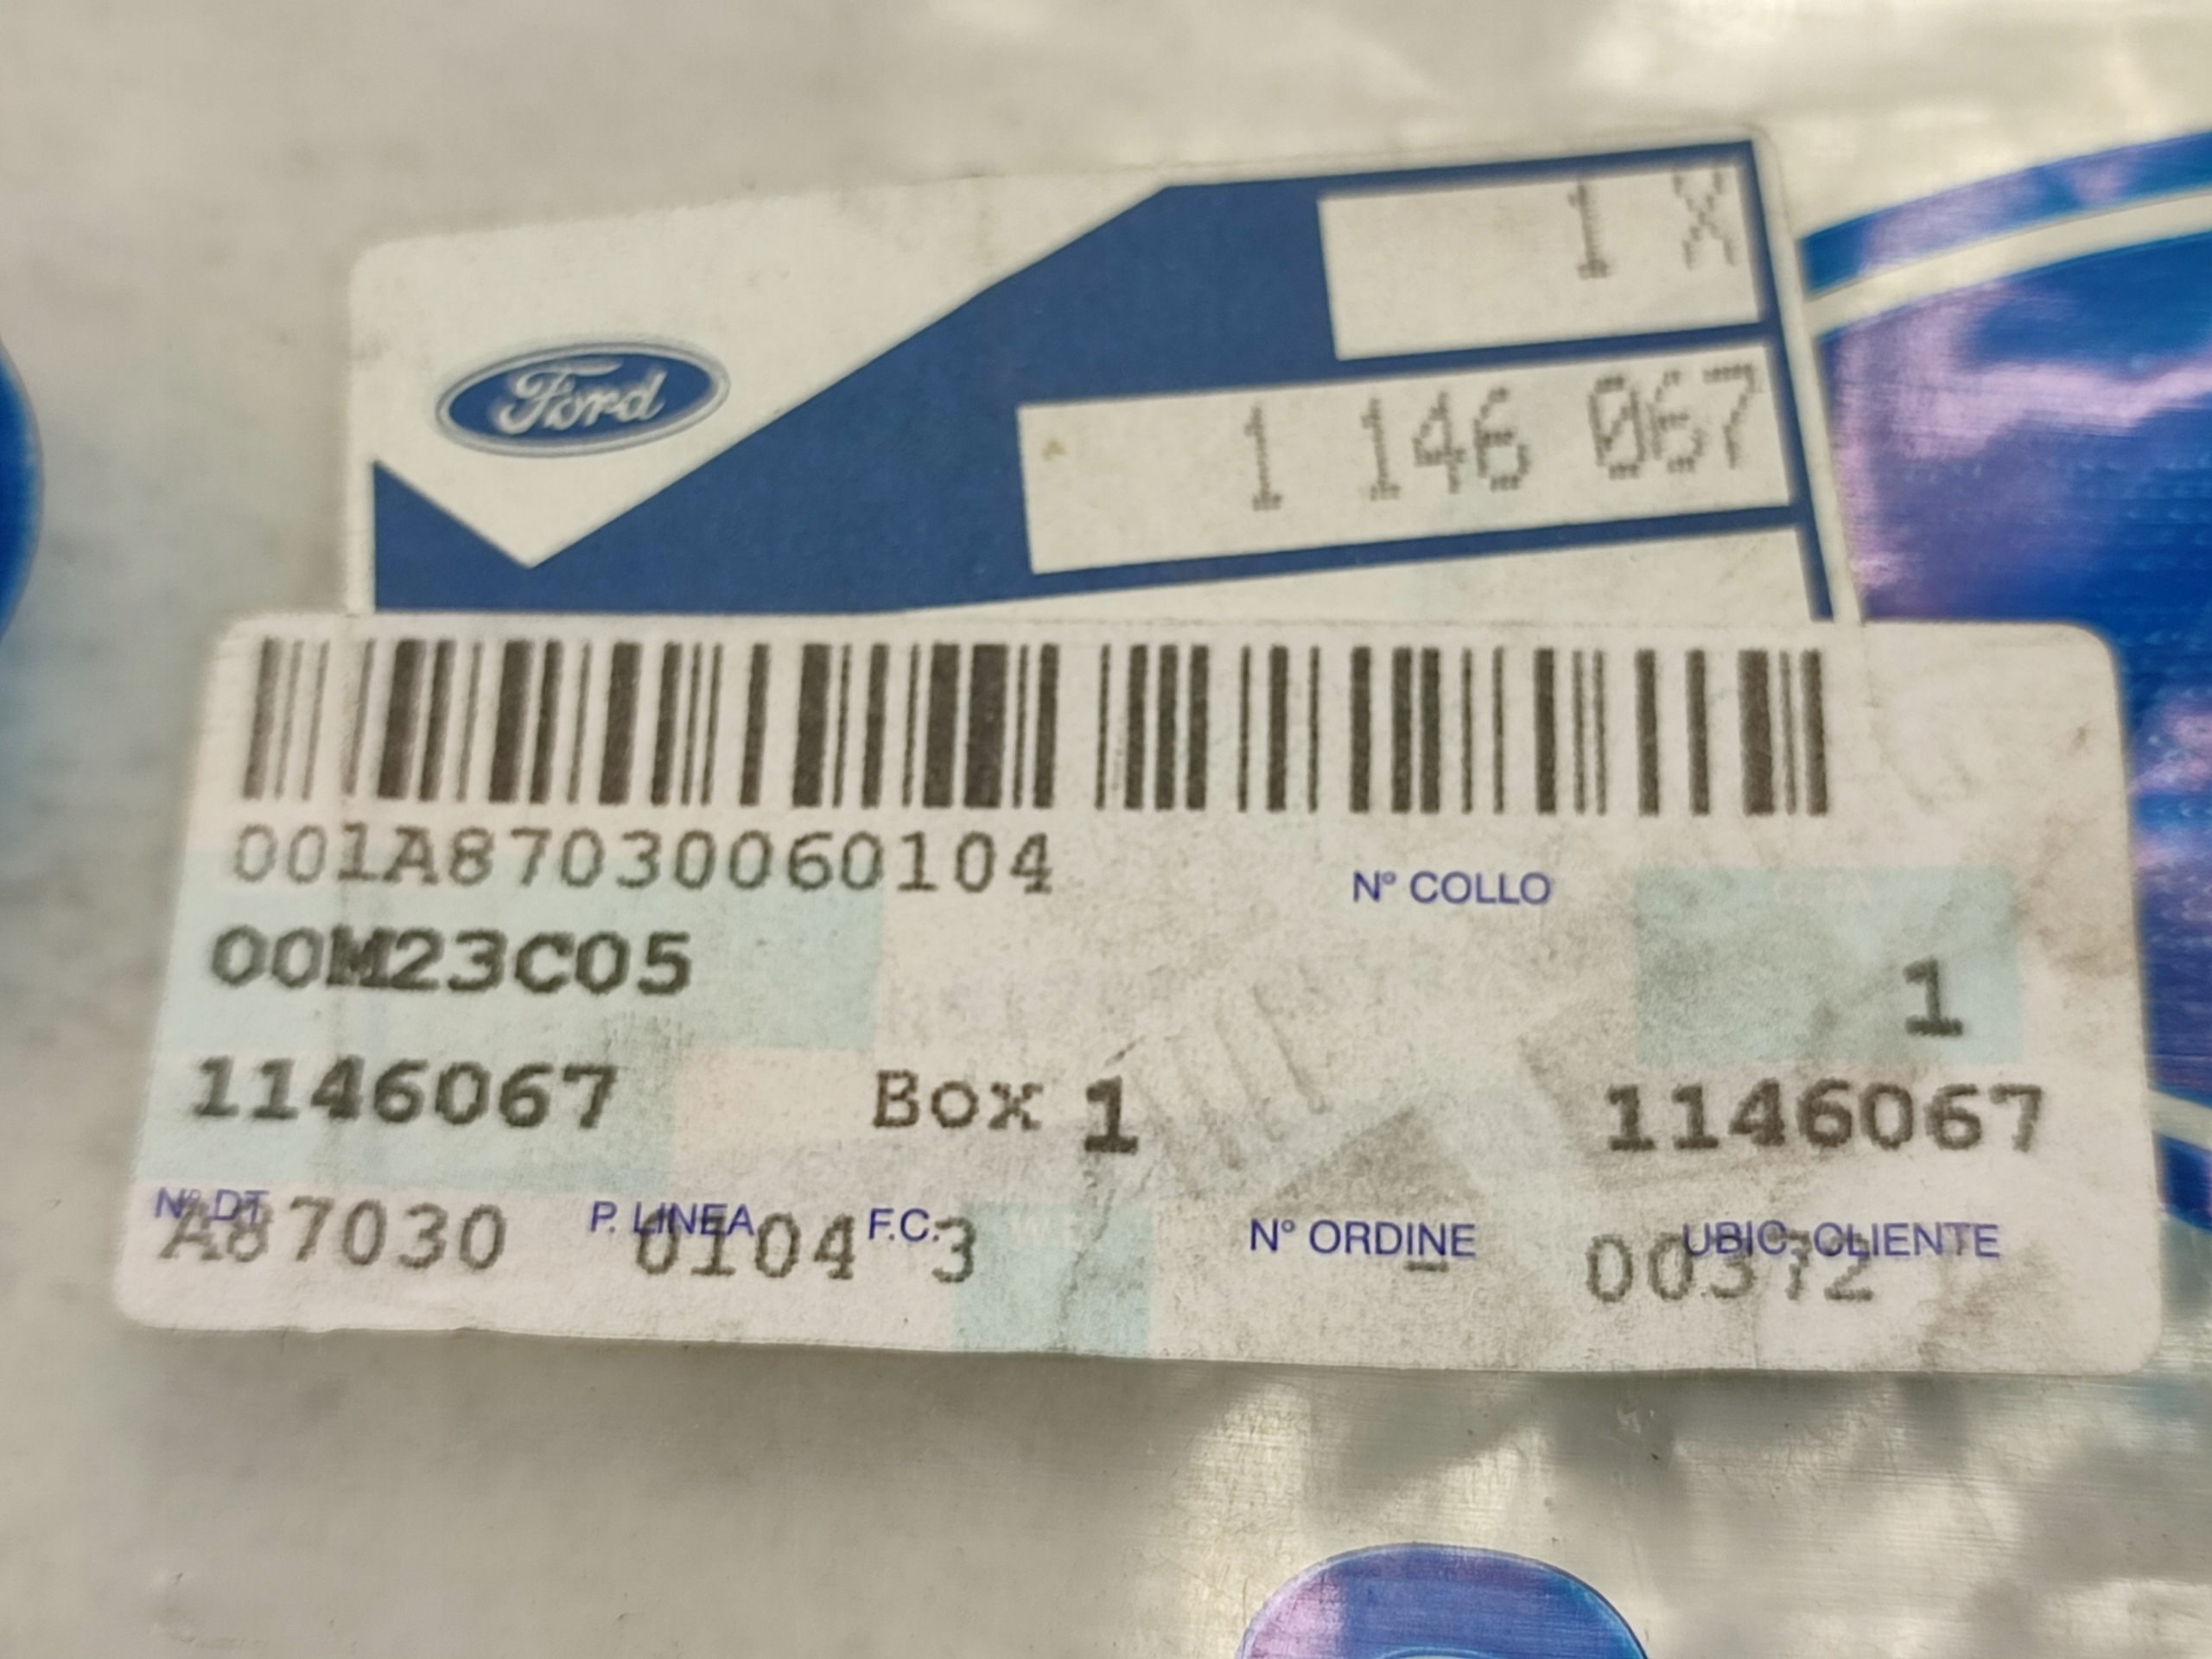 1 X
Ford
1 146 067
001A87030060104
N° COLLO
00M23C05
1
1146067 Box 1 1146067
N° DT P. LINEA F.C. N° ORDINE UBIC. CLIENTE
A87030 0104 3 00372